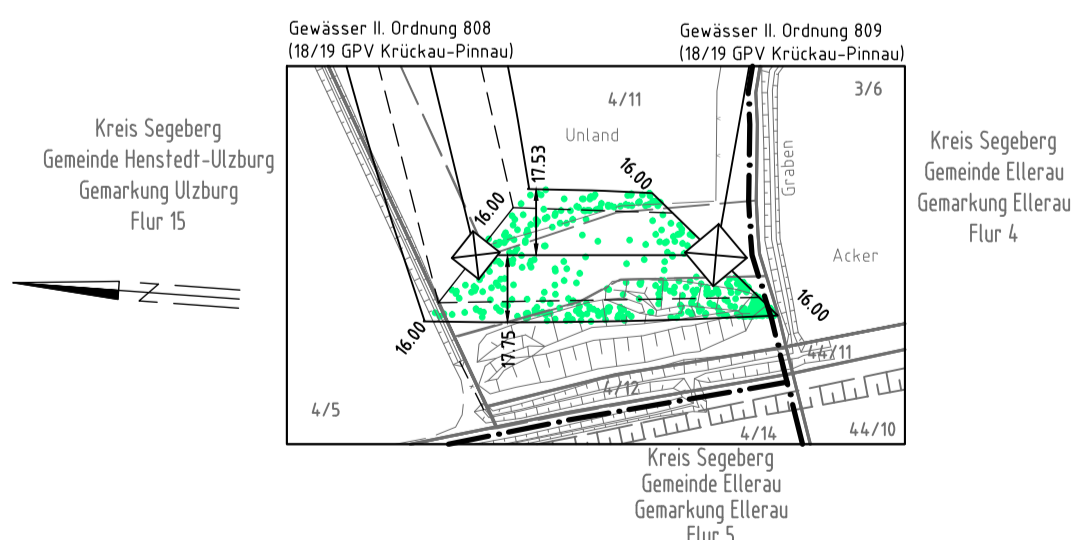 Gewässer II. Ordnung 808
(18/19 GPV Krückau-Pinnau)
Gewässer II. Ordnung 809
(18/19 GPV Krückau-Pinnau)
Kreis Segeberg
Gemeinde Henstedt-Ulzburg
Gemarkung Ulzburg
Flur 15
4/11
3/6
Unland
Graben
17.53
16.00
16.00
Kreis Segeberg
Gemeinde Ellerau
Gemarkung Ellerau
Flur 4
Acker
N
16.00
17.75
16.00
44/11
4/12
4/5
4/14
44/10
Kreis Segeberg
Gemeinde Ellerau
Gemarkung Ellerau
Flur 5